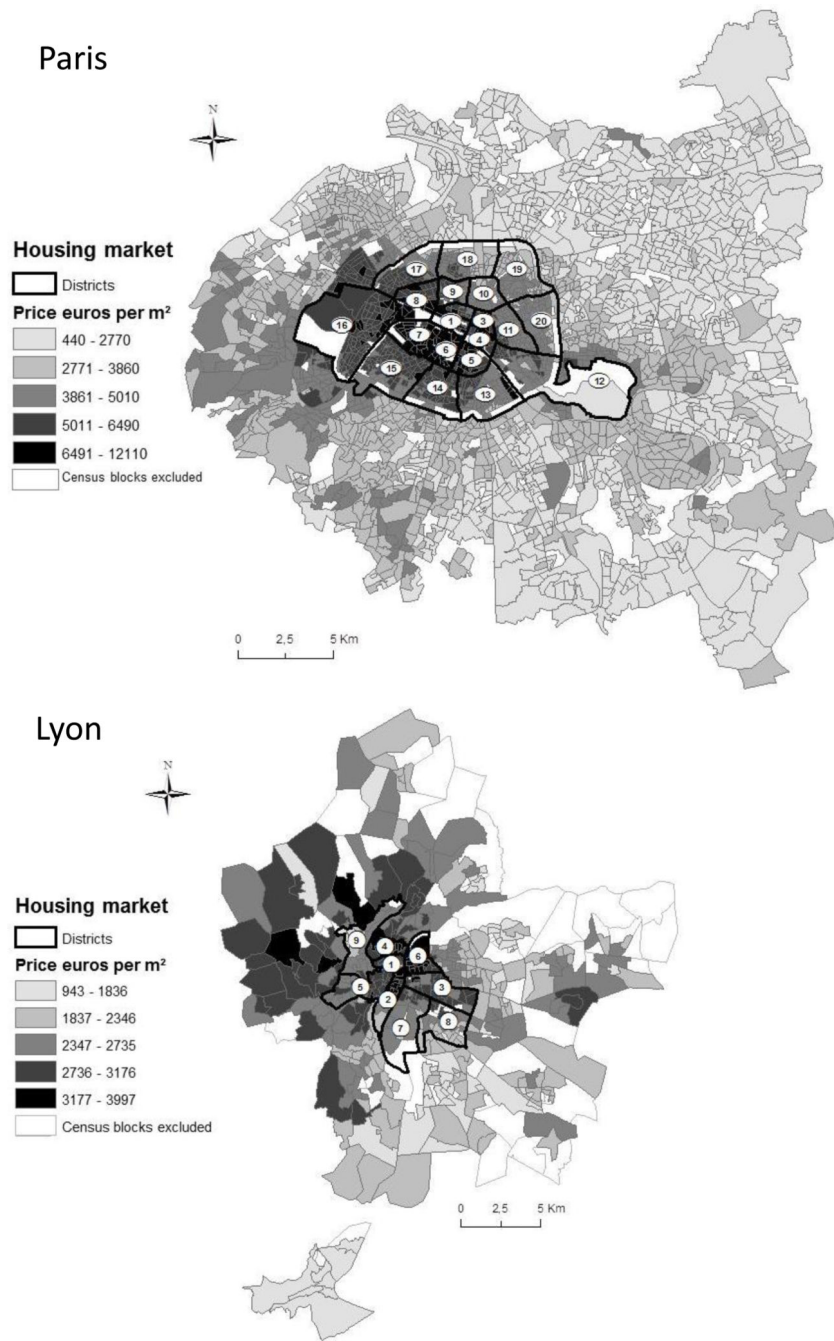 Paris
N
Housing market
Districts
Price euros per m²
440 - 2770
2771 - 3860
3861 - 5010
5011 - 6490
6491 - 12110
Census blocks excluded
17
18
19
8
9
10
16
1
3
7
4
11
20
6
5
15
12
14
13
0 2,5 5 Km
Lyon
N
Housing market
Districts
Price euros per m²
943 - 1836
1837 - 2346
2347 - 2735
2736 - 3176
3177 - 3997
Census blocks excluded
9
4
6
1
5
3
2
7
8
0 2,5 5 Km